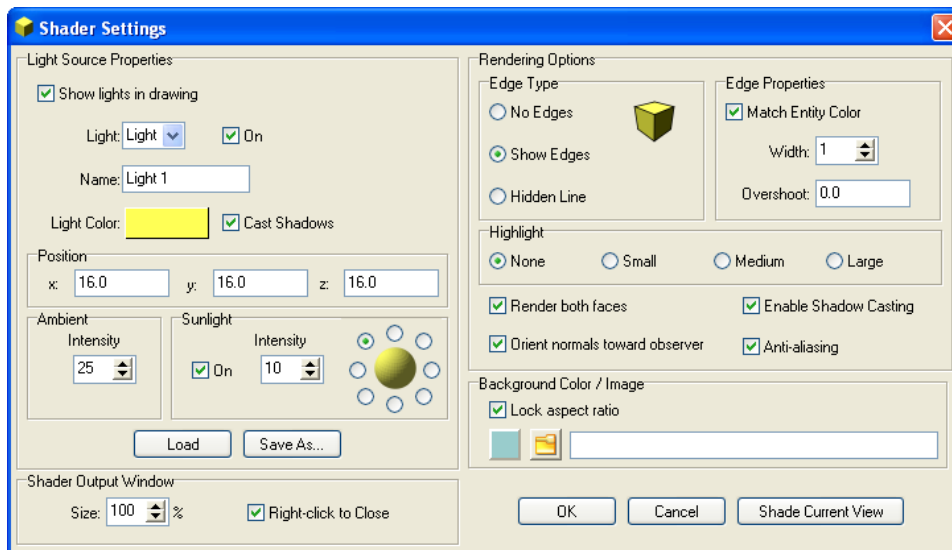 Shader Settings
Light Source Properties
Show lights in drawing
Light: Light On
Name: Light 1
Light Color: Cast Shadows
Position
x: 16.0 y: 16.0 z: 16.0
Ambient
Intensity
25
Sunlight
Intensity
On 10
Load Save As...
Shader Output Window
Size: 100 % Right-click to Close
Rendering Options
Edge Type
No Edges
Show Edges
Hidden Line
Edge Properties
Match Entity Color
Width: 1
Overshoot: 0.0
Highlight
None Small Medium Large
Render both faces Enable Shadow Casting
Orient normals toward observer Anti-aliasing
Background Color / Image
Lock aspect ratio
OK Cancel Shade Current View